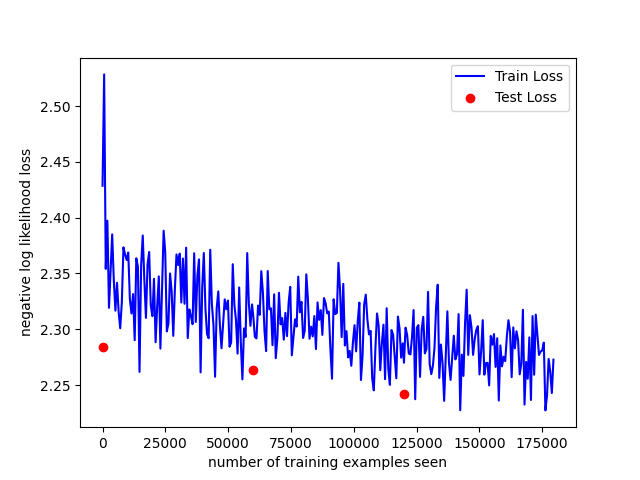 Train Loss
Test Loss
negative log likelihood loss
2.50
2.45
2.40
2.35
2.30
2.25
0 25000 50000 75000 100000 125000 150000 175000
number of training examples seen